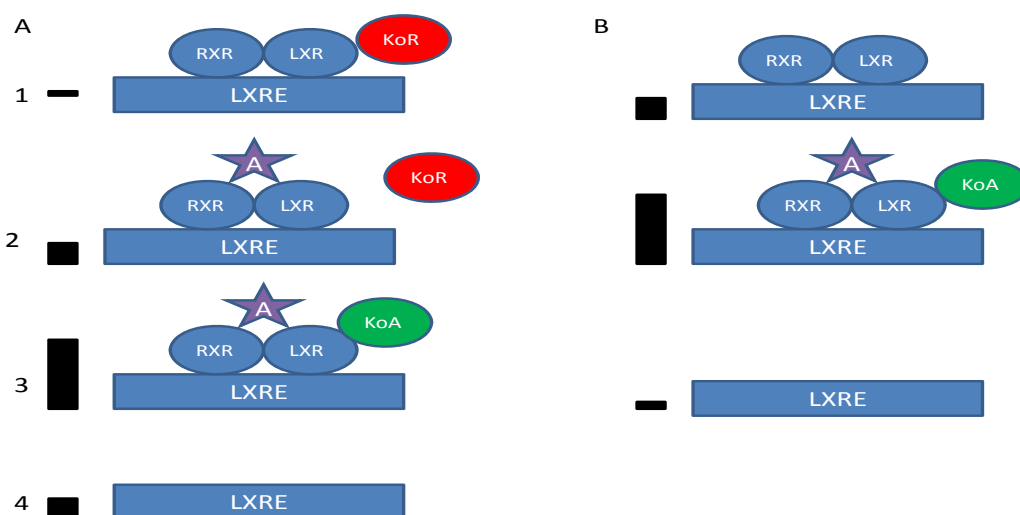 A
RXR LXR KoR
1 LXRE
A
KoR
RXR LXR
2 LXRE
A
KoA
RXR LXR
3 LXRE
4 LXRE
B
RXR LXR
LXRE
A
KoA
RXR LXR
LXRE
LXRE